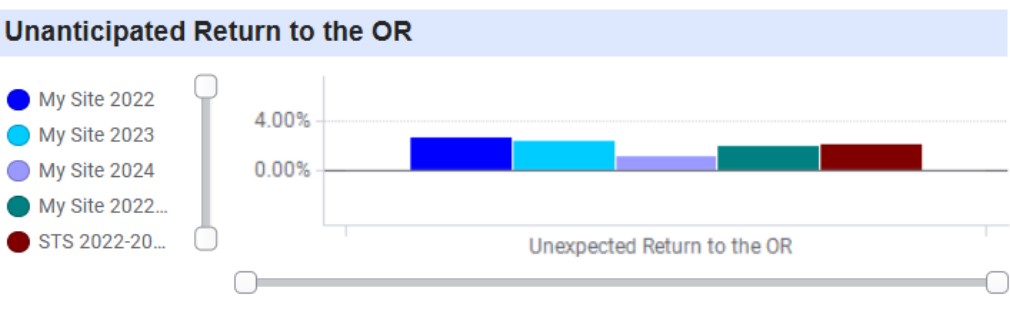 Unanticipated Return to the OR
My Site 2022
My Site 2023
My Site 2024
My Site 2022...
STS 2022-20...
4.00%
0.00%
Unexpected Return to the OR